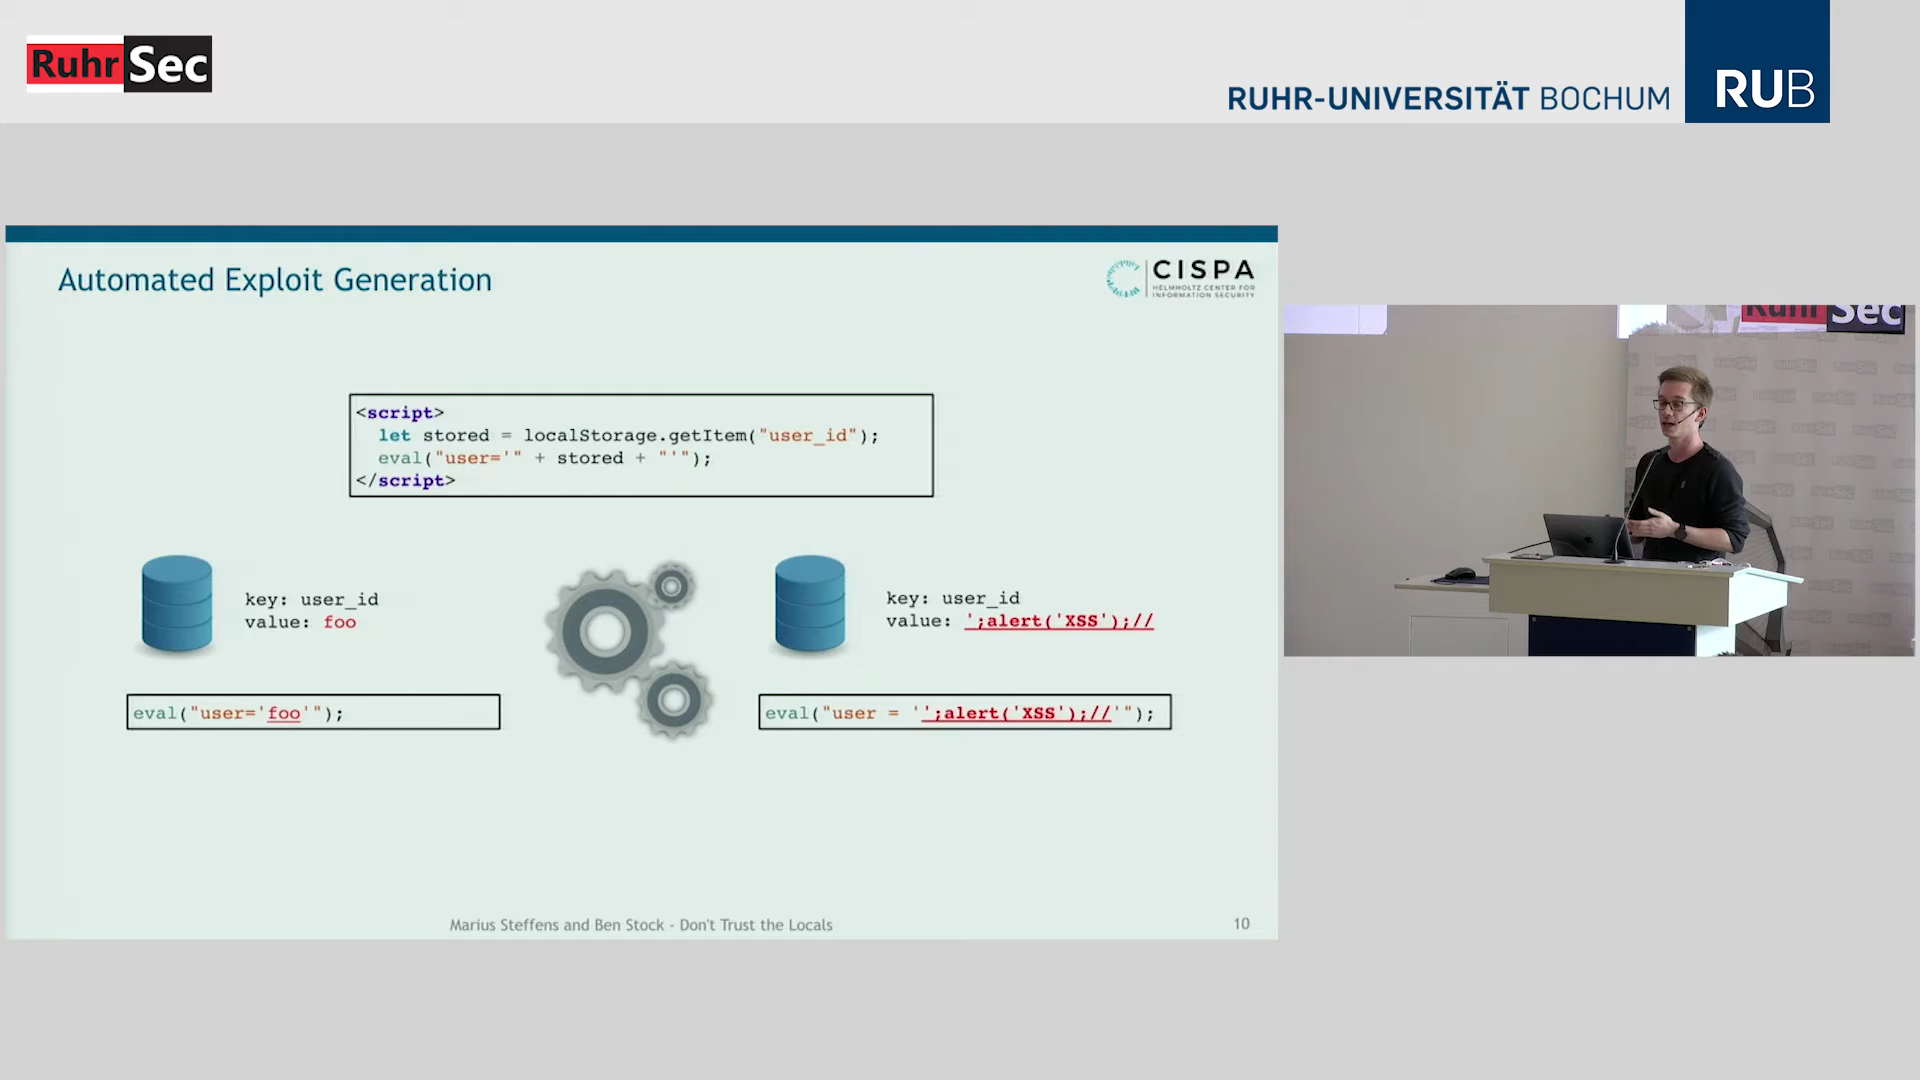 RuhrSec
RUHR-UNIVERSITÄT BOCHUM
RUB
Automated Exploit Generation
CISPA
HELMHOLTZ CENTER FOR
INFORMATION SECURITY
<script>
let stored = localStorage.getItem("user_id");
eval("user='" + stored + "'");
</script>
key: user_id
value: foo
key: user_id
value: ';alert('XSS');//
eval("user='foo'");
eval("user = '';alert('XSS');//'");
Marius Steffens and Ben Stock - Don't Trust the Locals
10
RuhrSec